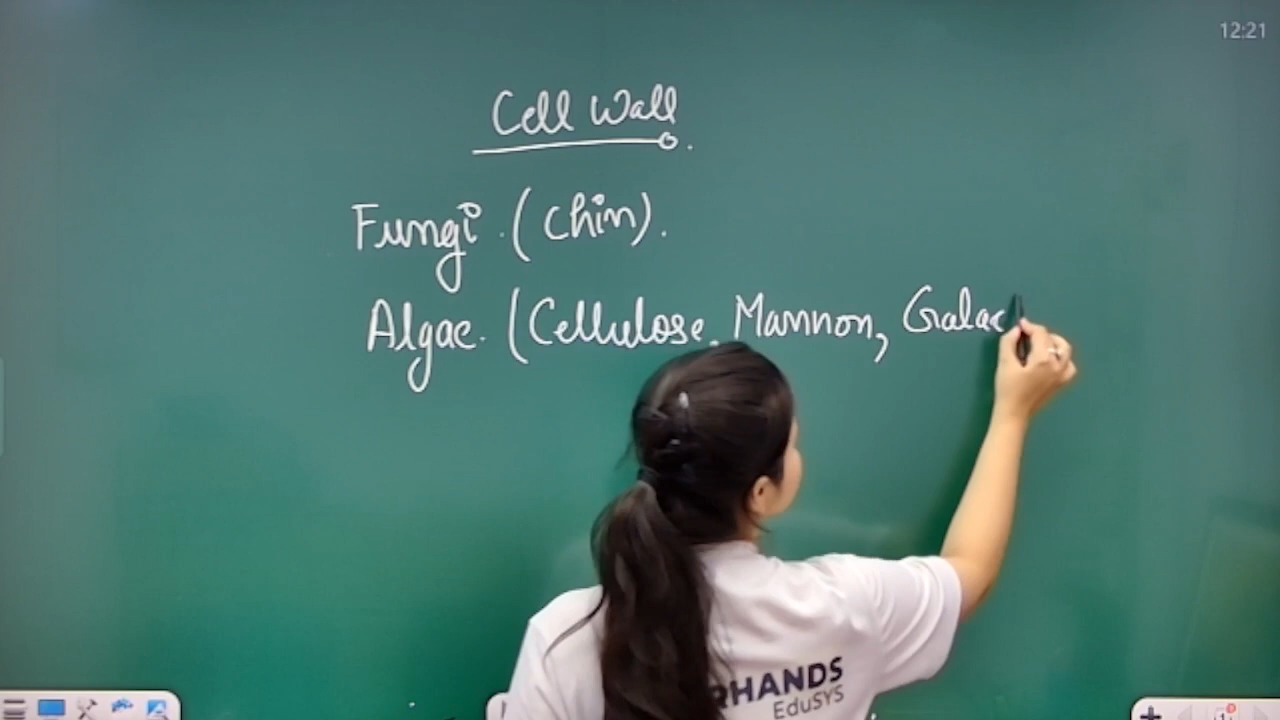 12:21
Cell Wall
Fungi (Chin).
Algae. (Cellulose, Mannon, Galac
RHANDS
EduSYS